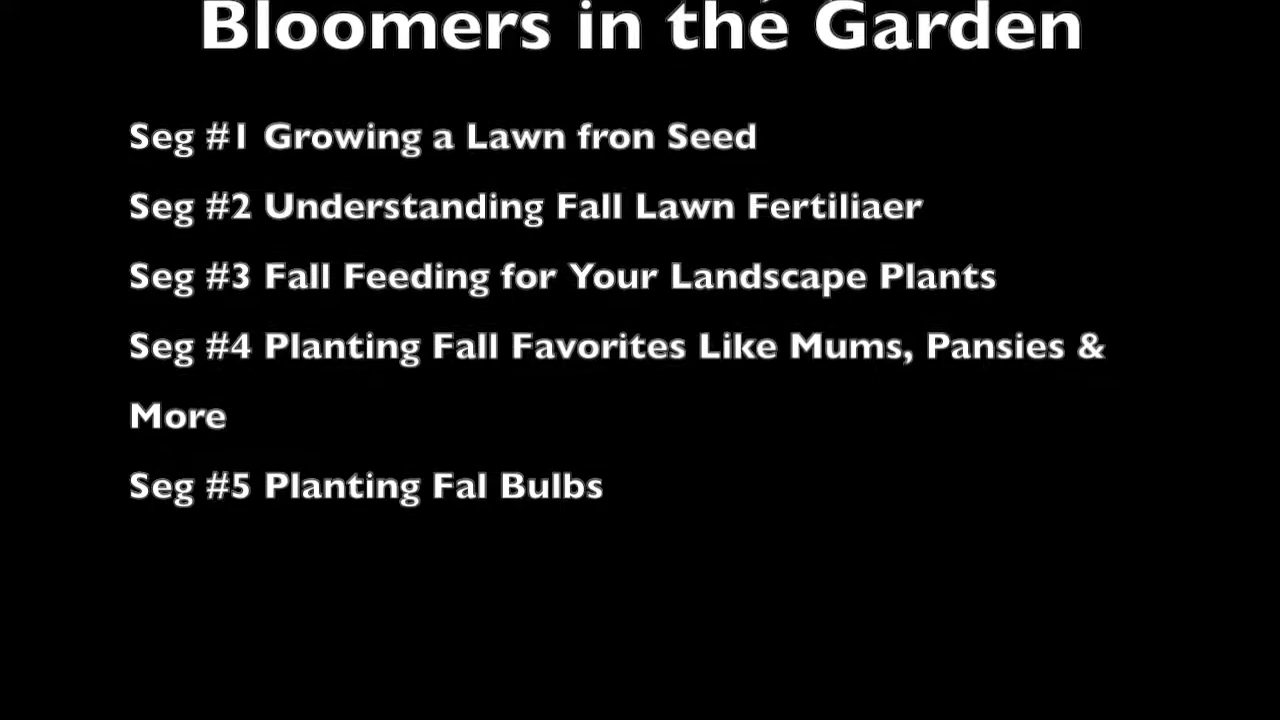 Bloomers in the Garden
Seg #1 Growing a Lawn fron Seed
Seg #2 Understanding Fall Lawn Fertiliaer
Seg #3 Fall Feeding for Your Landscape Plants
Seg #4 Planting Fall Favorites Like Mums, Pansies &
More
Seg #5 Planting Fal Bulbs